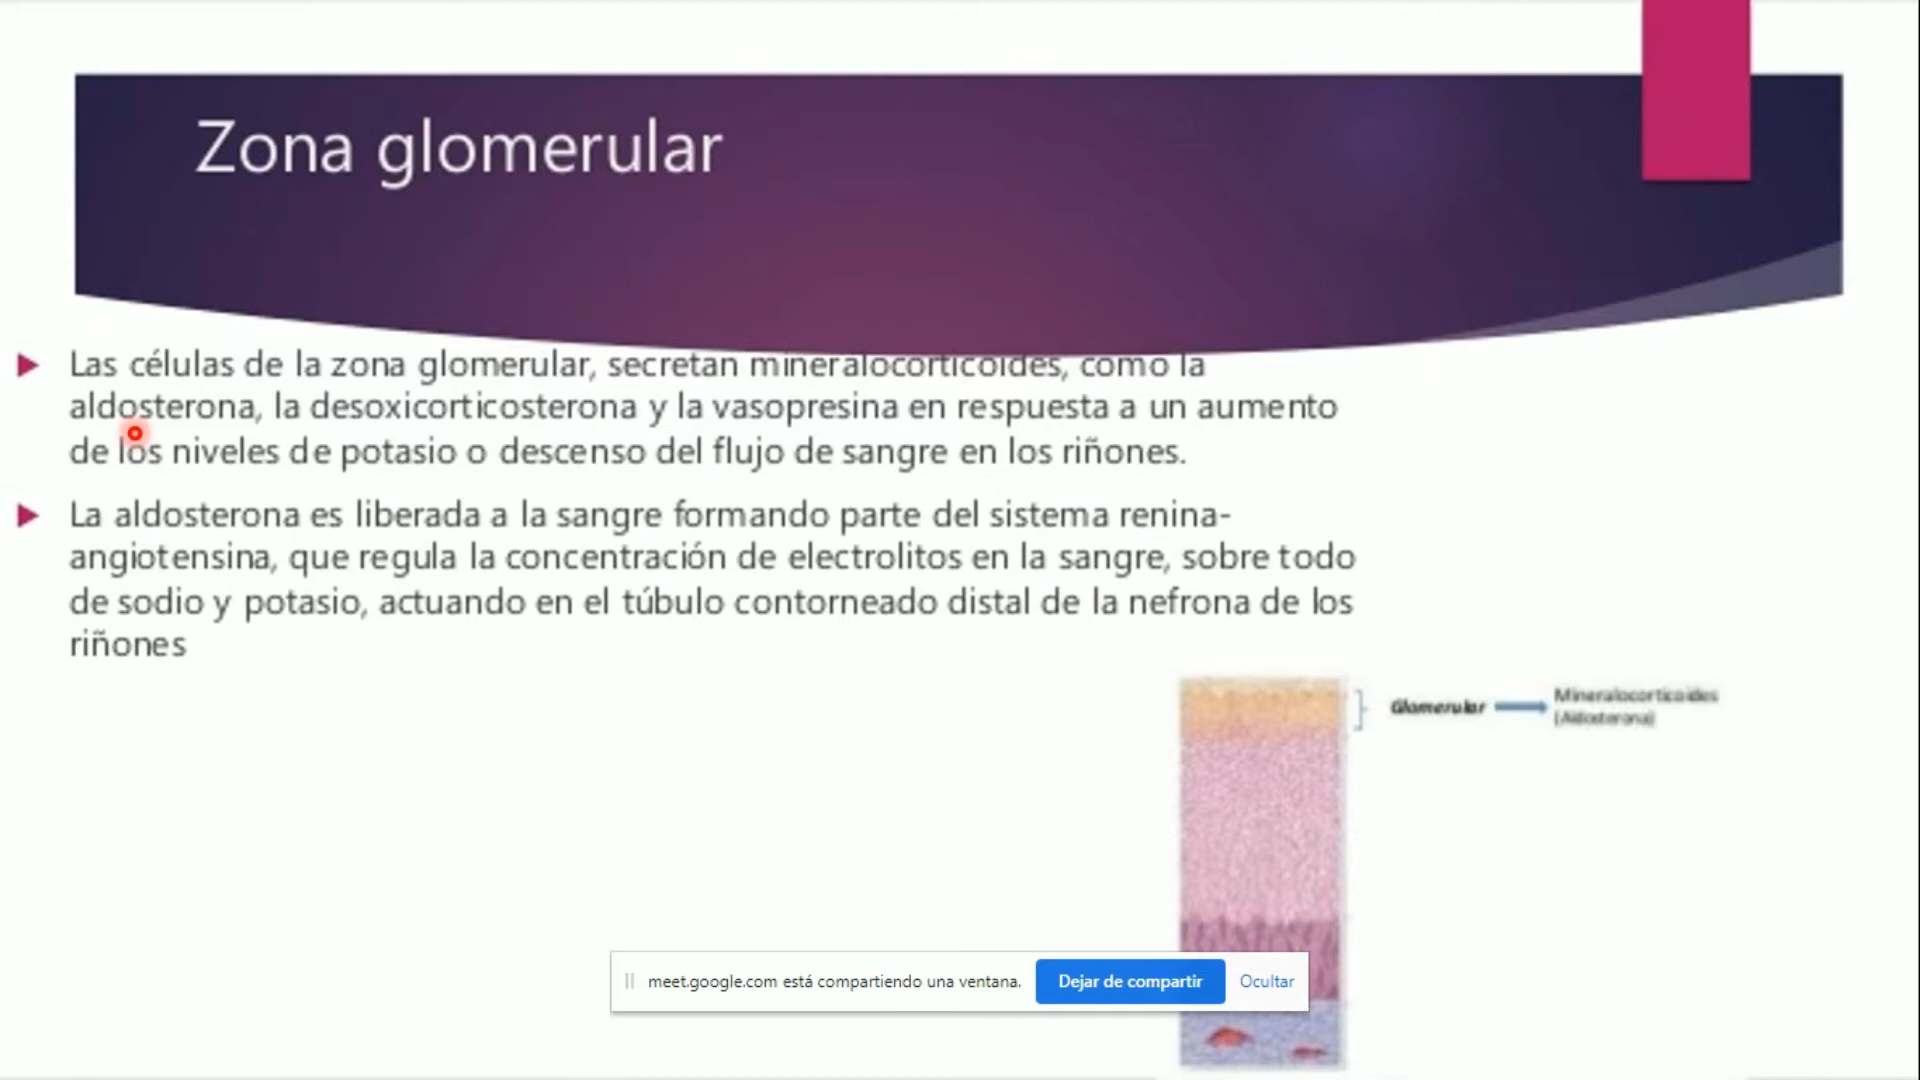 Zona glomerular
Las células de la zona glomerular, secretan mineralocorticoides, como la
aldosterona, la desoxicorticosterona y la vasopresina en respuesta a un aumento
de los niveles de potasio o descenso del flujo de sangre en los riñones.
La aldosterona es liberada a la sangre formando parte del sistema renina-
angiotensina, que regula la concentración de electrolitos en la sangre, sobre todo
de sodio y potasio, actuando en el túbulo contorneado distal de la nefrona de los
riñones
Glomerular
Mineralocorticoides
(Aldosterona)
meet.google.com está compartiendo una ventana.
Dejar de compartir
Ocultar